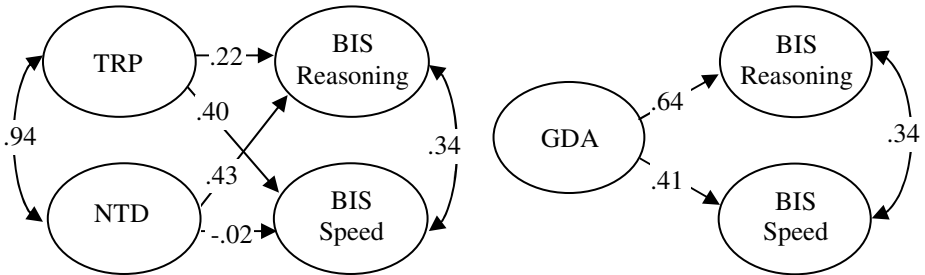 TRP
.22
BIS
Reasoning
.40
.94
.34
.43
NTD
-.02
BIS
Speed
GDA
.64
BIS
Reasoning
.34
.41
BIS
Speed